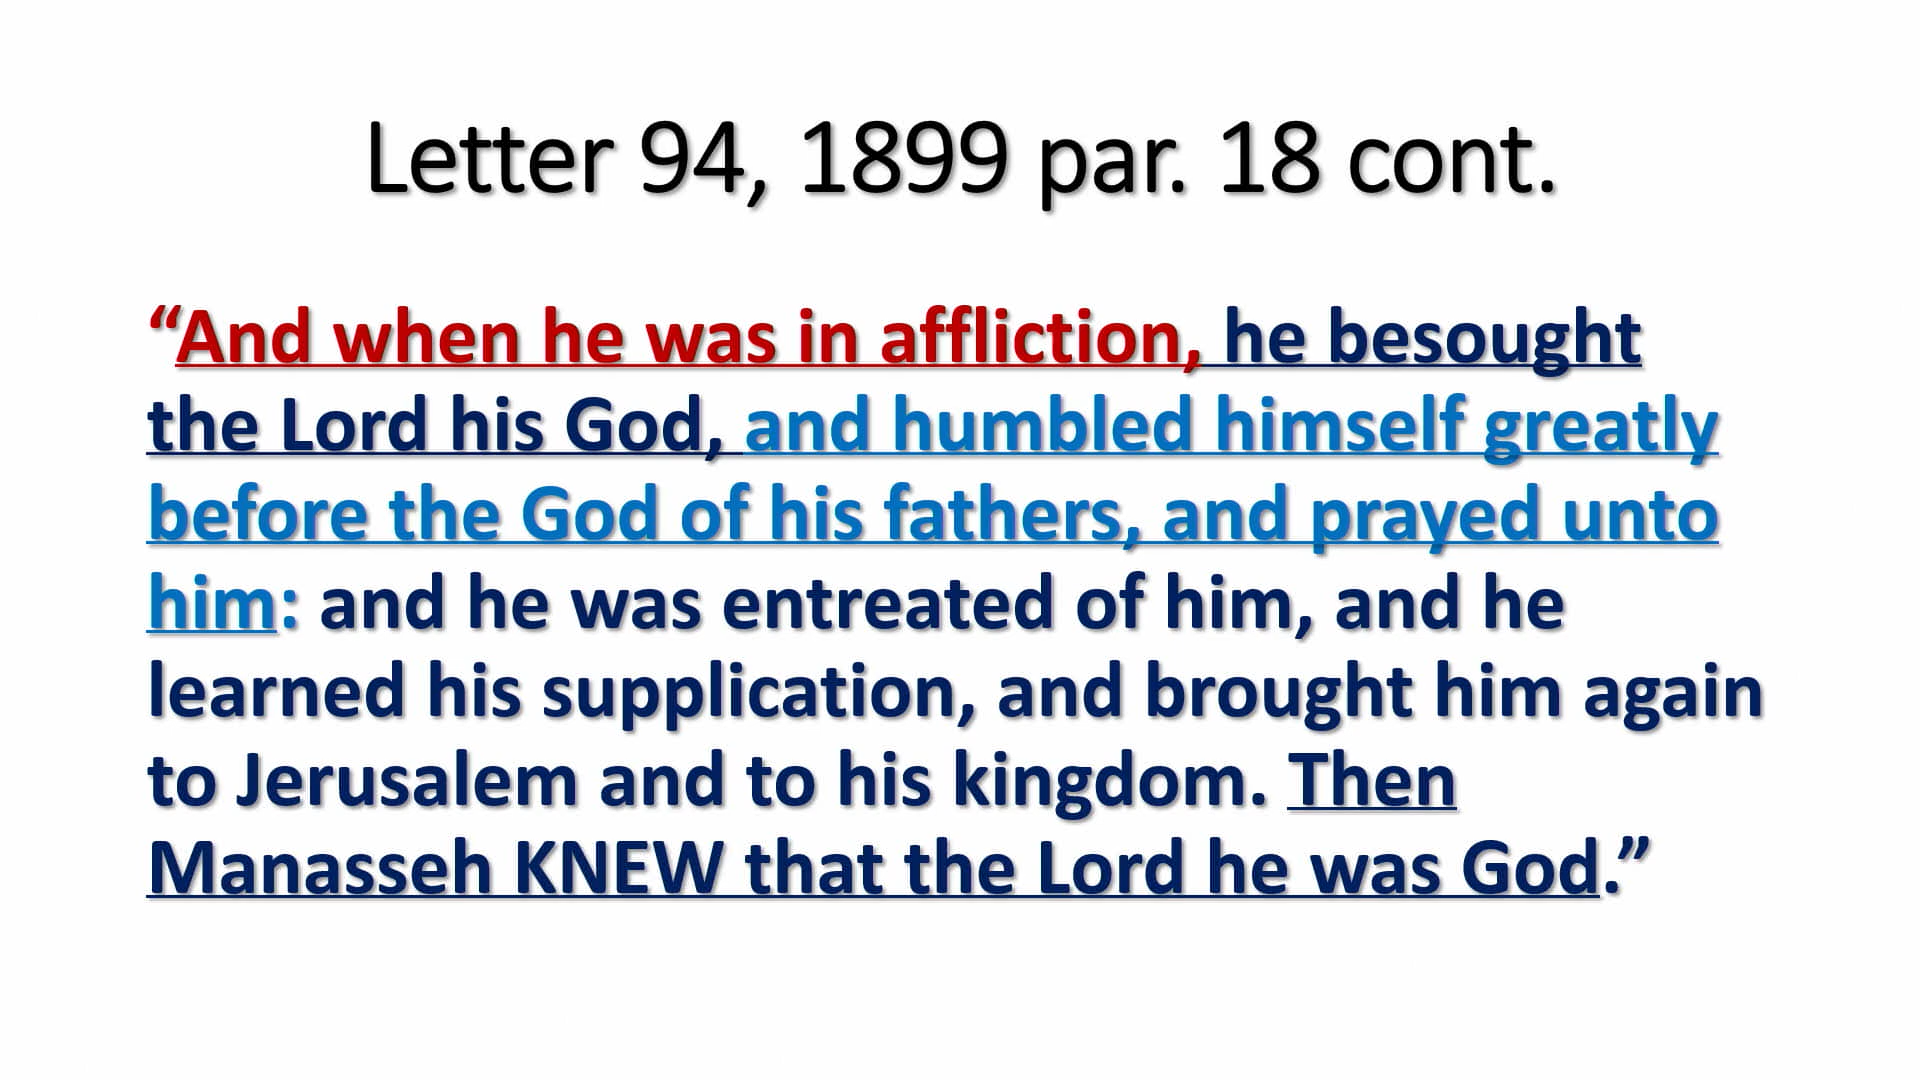 Letter 94, 1899 par. 18 cont.
“And when he was in affliction, he besought
the Lord his God, and humbled himself greatly
before the God of his fathers, and prayed unto
him: and he was entreated of him, and he
learned his supplication, and brought him again
to Jerusalem and to his kingdom. Then
Manasseh KNEW that the Lord he was God.”